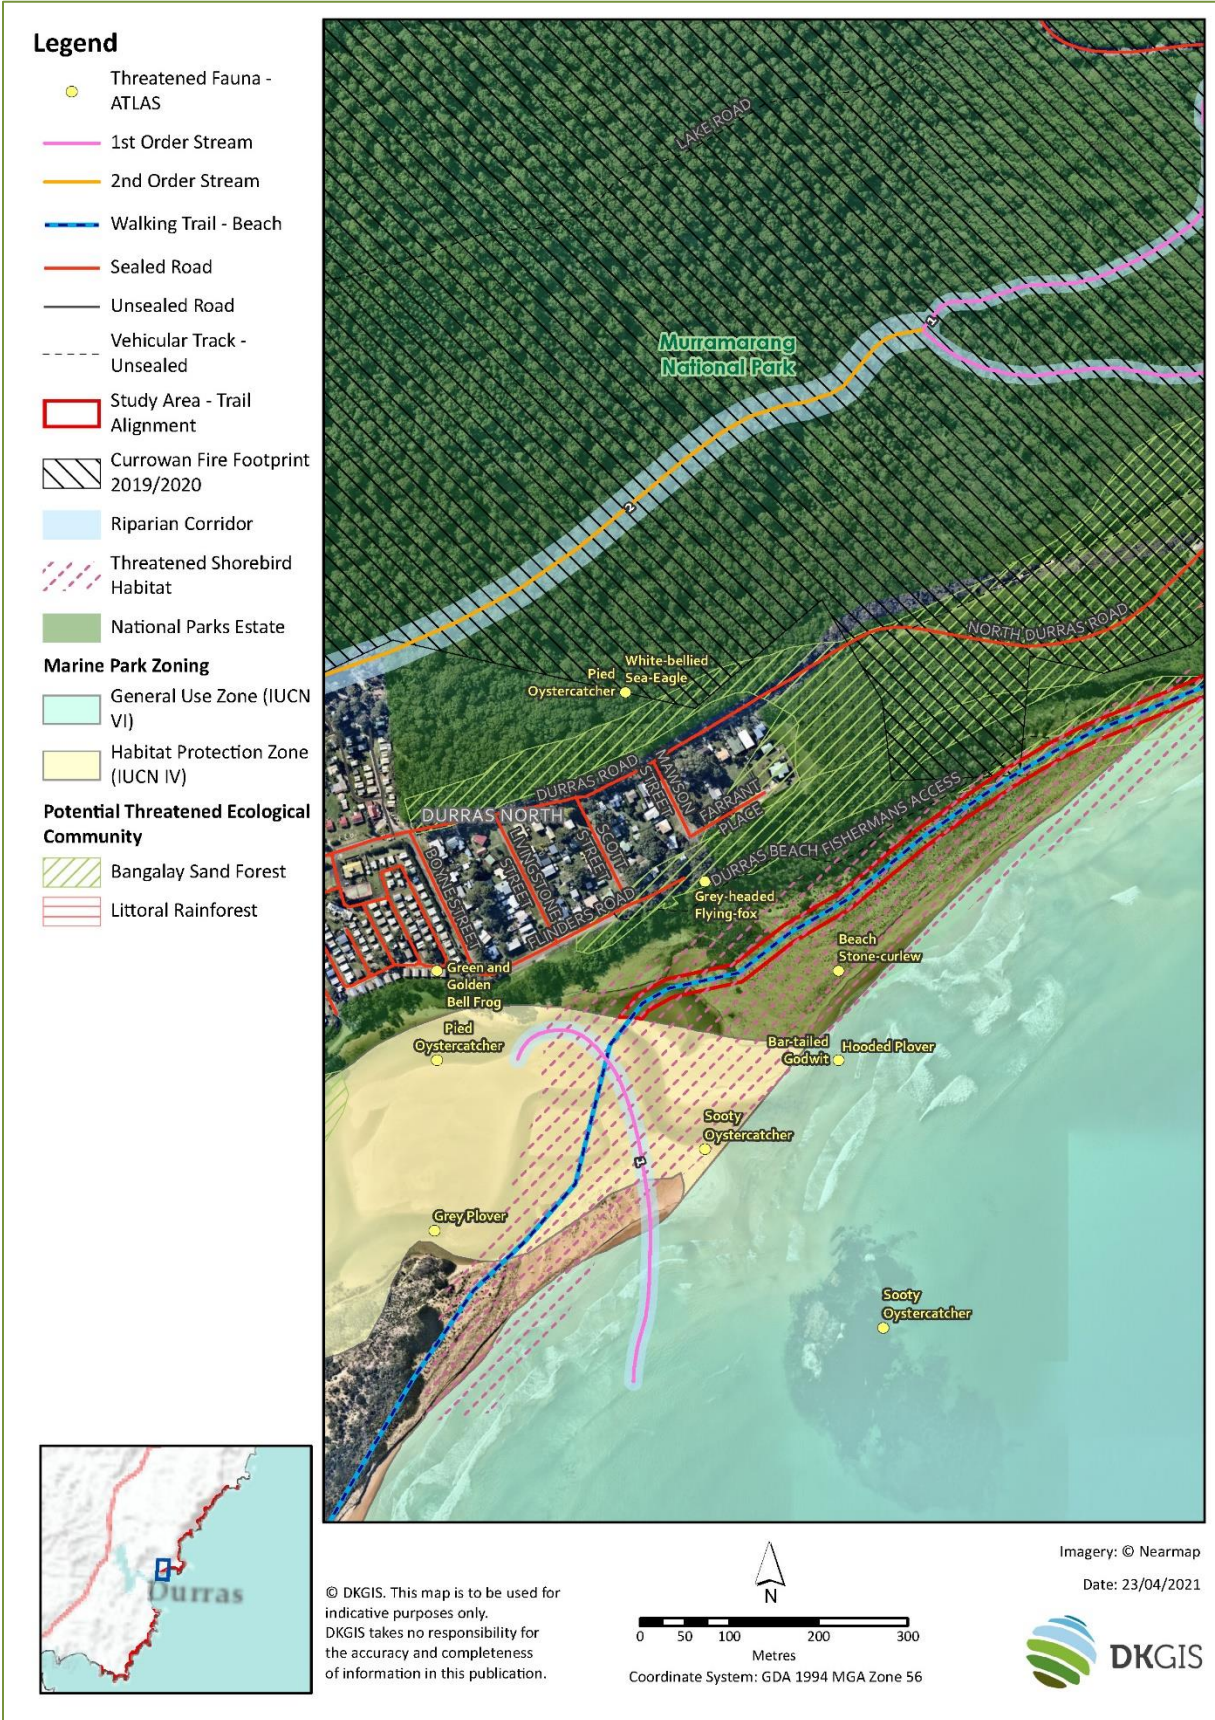 Legend
Threatened Fauna -
ATLAS
1st Order Stream
2nd Order Stream
Walking Trail - Beach
Sealed Road
Unsealed Road
Vehicular Track -
Unsealed
Study Area - Trail
Alignment
Currowan Fire Footprint
2019/2020
Riparian Corridor
Threatened Shorebird
Habitat
National Parks Estate
Marine Park Zoning
General Use Zone (IUCN
VI)
Habitat Protection Zone
(IUCN IV)
Potential Threatened Ecological
Community
Bangalay Sand Forest
Littoral Rainforest
LAKE ROAD
1
Murramarang
National Park
2
NORTH DURRAS ROAD
White-bellied
Sea-Eagle
Pied
Oystercatcher
DURRAS ROAD
MAWSON
STREET
FARRANT
PLACE
DURRAS NORTH
BOMB STREET
LIVINGSTONE
STREET
SCOTT
STREET
FLINDERS ROAD
DURRAS BEACH FISHERMANS ACCESS
Grey-headed
Flying-fox
Beach
Stone-curlew
Green and
Golden
Bell Frog
Pied
Oystercatcher
Bar-tailed
Godwit
Hooded Plover
Sooty
Oystercatcher
1
Grey Plover
Sooty
Oystercatcher
Durras
© DKGIS. This map is to be used for
indicative purposes only.
DKGIS takes no responsibility for
the accuracy and completeness
of information in this publication.
N
0 50 100 200 300
Metres
Coordinate System: GDA 1994 MGA Zone 56
Imagery: © Nearmap
Date: 23/04/2021
DKGIS